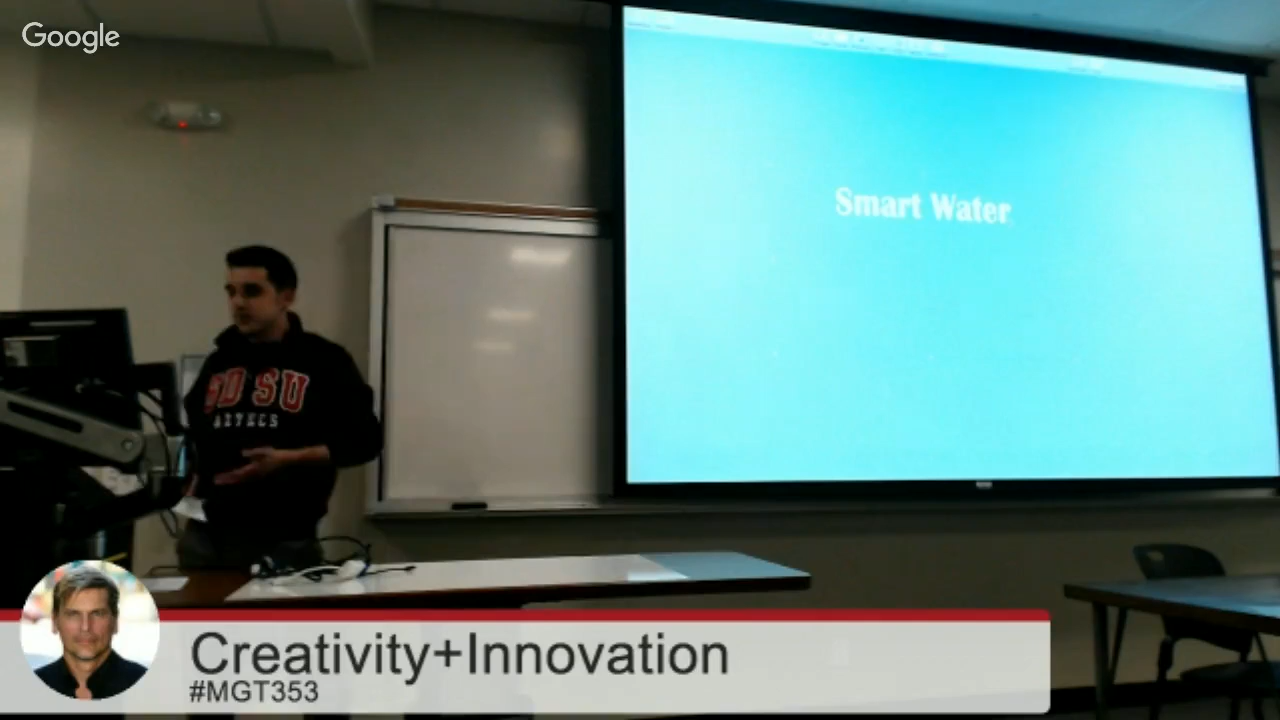 Google
Smart Water
SDSU
AZTECS
Creativity+Innovation
#MGT353